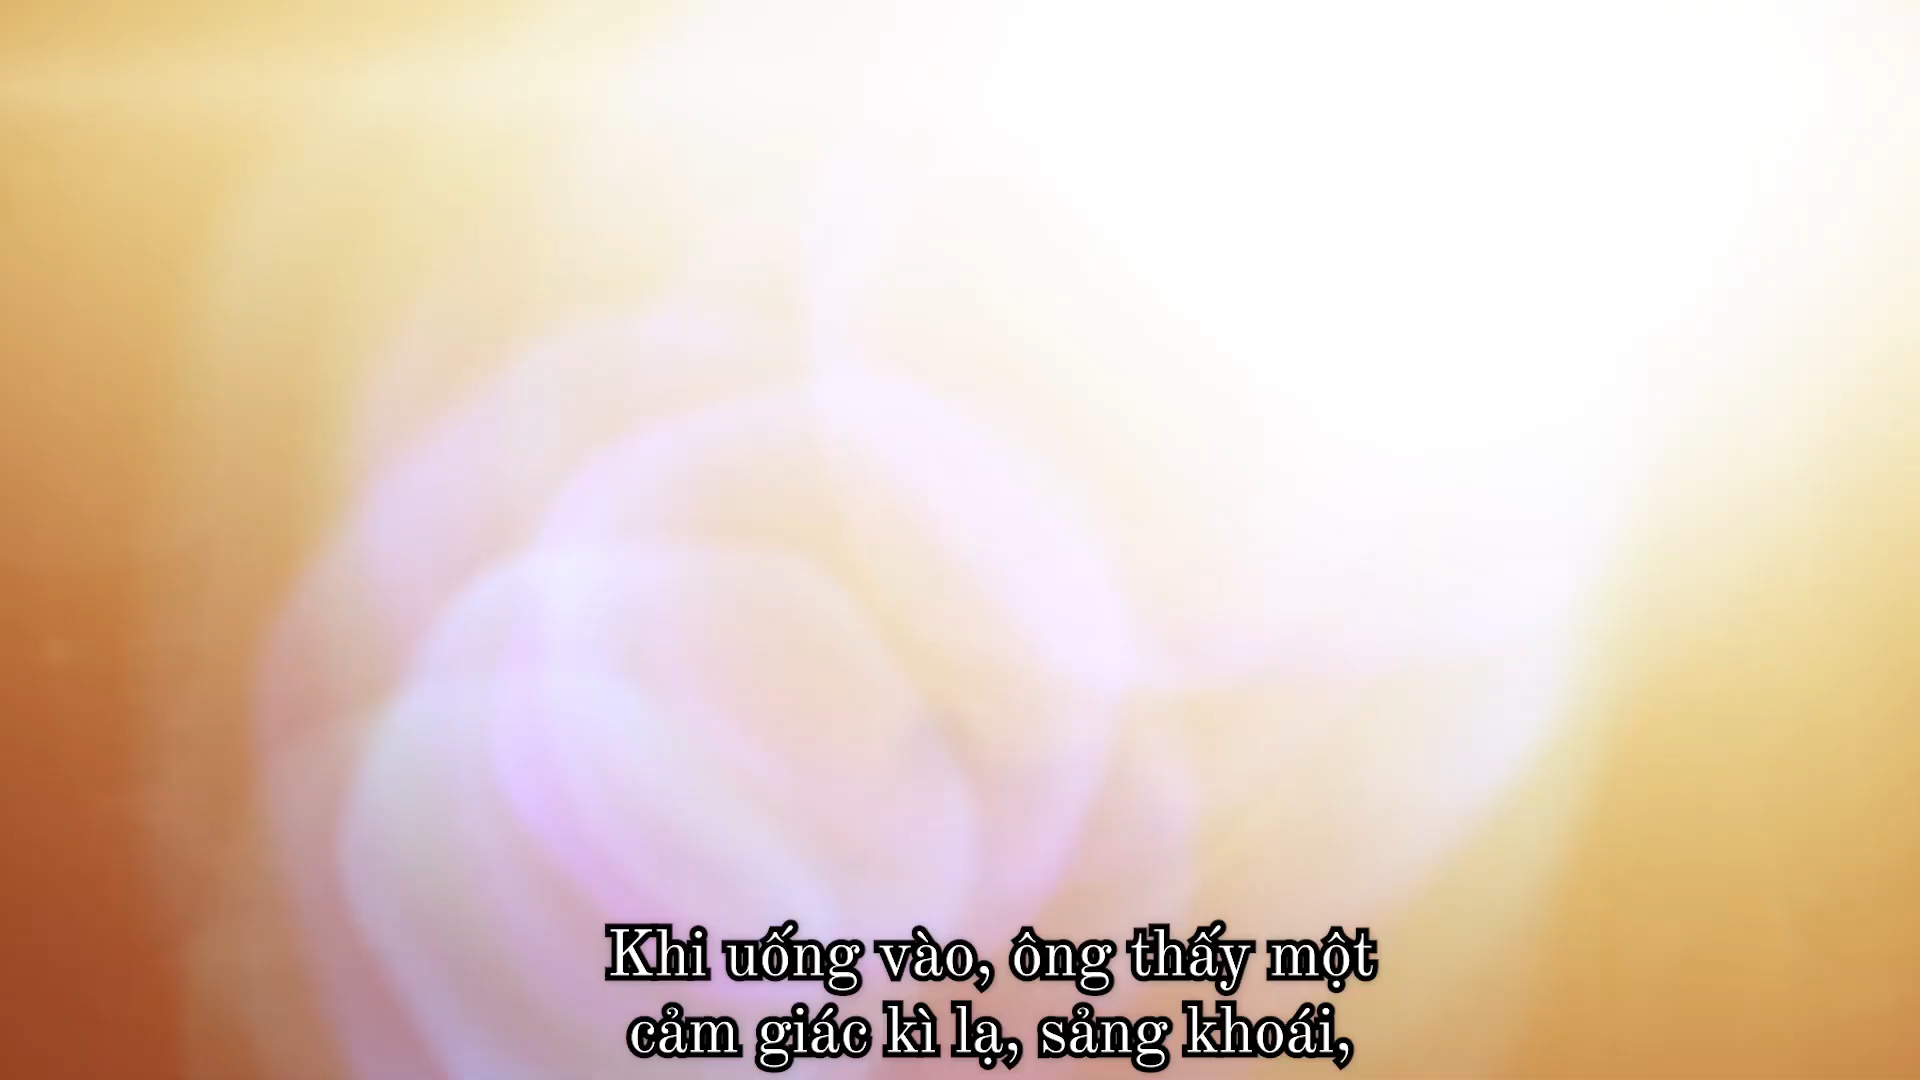 Khi uống vào, ông thấy một
cảm giác kì lạ, sảng khoái,